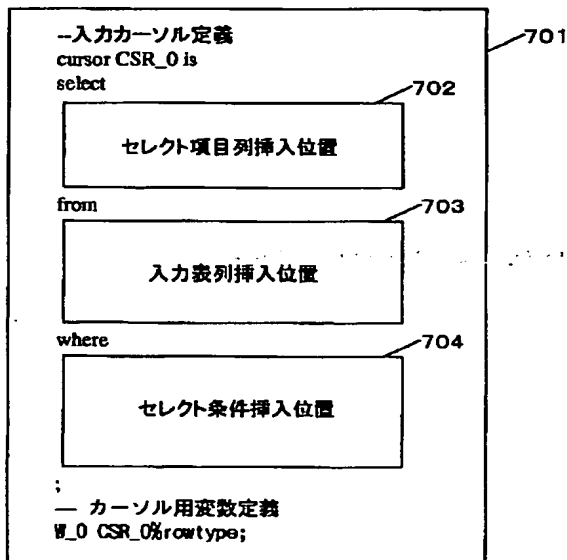 --入力カーソル定義
701
cursor CSR_0 is
select
702
セレクト項目列挿入位置
from
703
入力表列挿入位置
where
704
セレクト条件挿入位置
;
— カーソル用変数定義
W_0 CSR_0%rowtype;